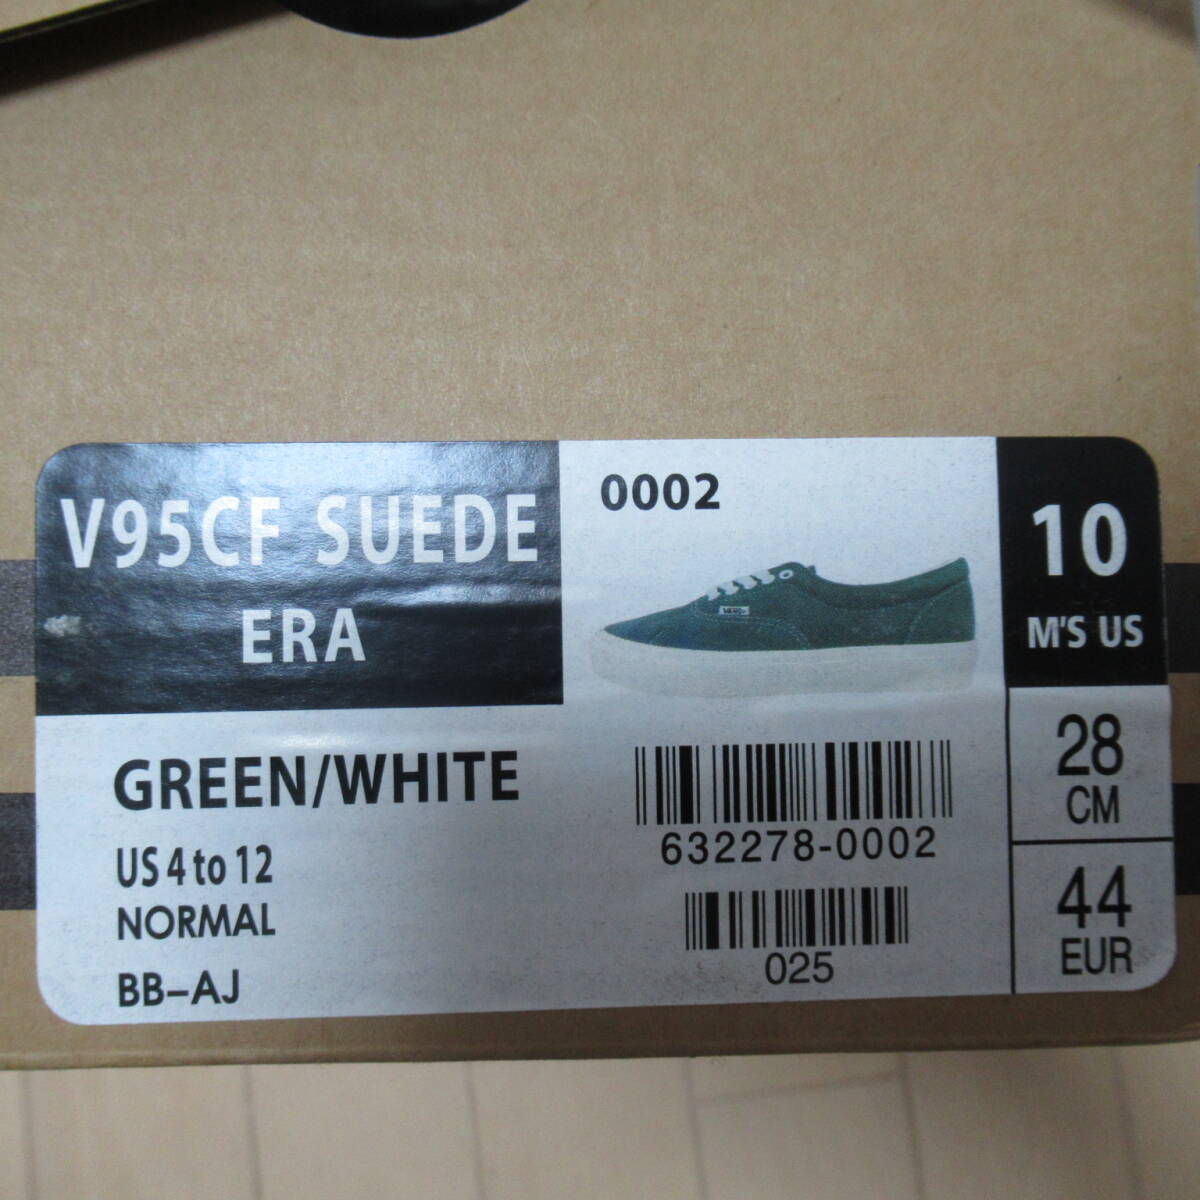 V95CF SUEDE
ERA
0002
VANS
10
M'S US
GREEN/WHITE
US 4 to 12
NORMAL
BB-AJ
632278-0002
025
28
CM
44
EUR